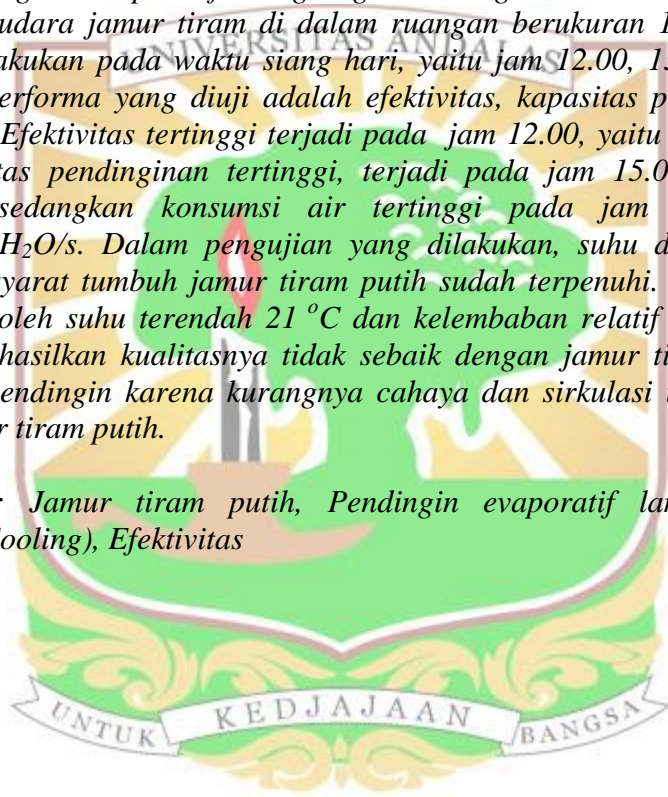 udara jamur tiram di dalam ruangan berukuran
UNIVERSITAS ANDALAS
akukan pada waktu siang hari, yaitu jam 12.00,
erforma yang diuji adalah efektivitas, kapasitas p
Efektivitas tertinggi terjadi pada jam 12.00, yaitu
tas pendinginan tertinggi, terjadi pada jam 15.0
sedangkan konsumsi air tertinggi pada jam
H₂O/s. Dalam pengujian yang dilakukan, suhu d
yarat tumbuh jamur tiram putih sudah terpenuhi.
oleh suhu terendah 21 °C dan kelembaban relatif
hasilkan kualitasnya tidak sebaik dengan jamur ti
pendingin karena kurangnya cahaya dan sirkulasi
r tiram putih.
: Jamur tiram putih, Pendingin evaporatif lan
ooling), Efektivitas
UNTUK KEDJAJAAN BANGSA